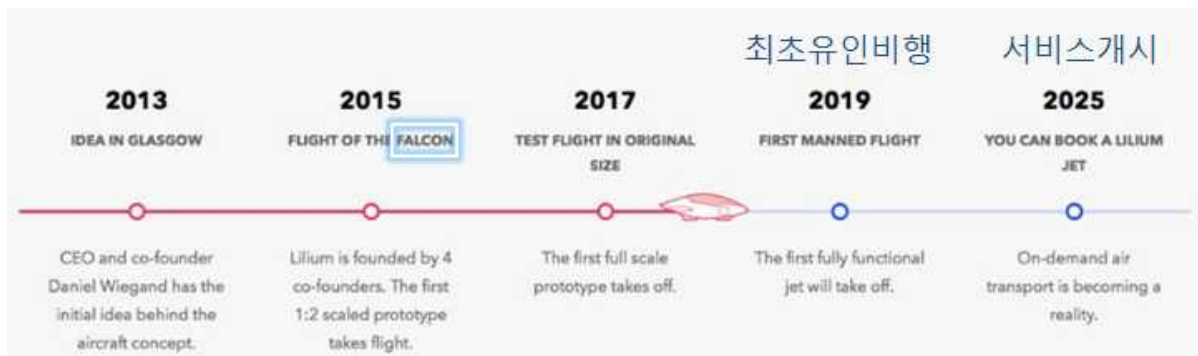 최초유인비행
서비스개시
2013
2015
2017
2019
2025
IDEA IN GLASGOW
FLIGHT OF THE FALCON
TEST FLIGHT IN ORIGINAL
SIZE
FIRST MANNED FLIGHT
YOU CAN BOOK A LILIUM
JET
CEO and co-founder
Daniel Wiegand has the
initial idea behind the
aircraft concept.
Lilium is founded by 4
co-founders. The first
1:2 scaled prototype
takes flight.
The first full scale
prototype takes off.
The first fully functional
jet will take off.
On-demand air
transport is becoming a
reality.